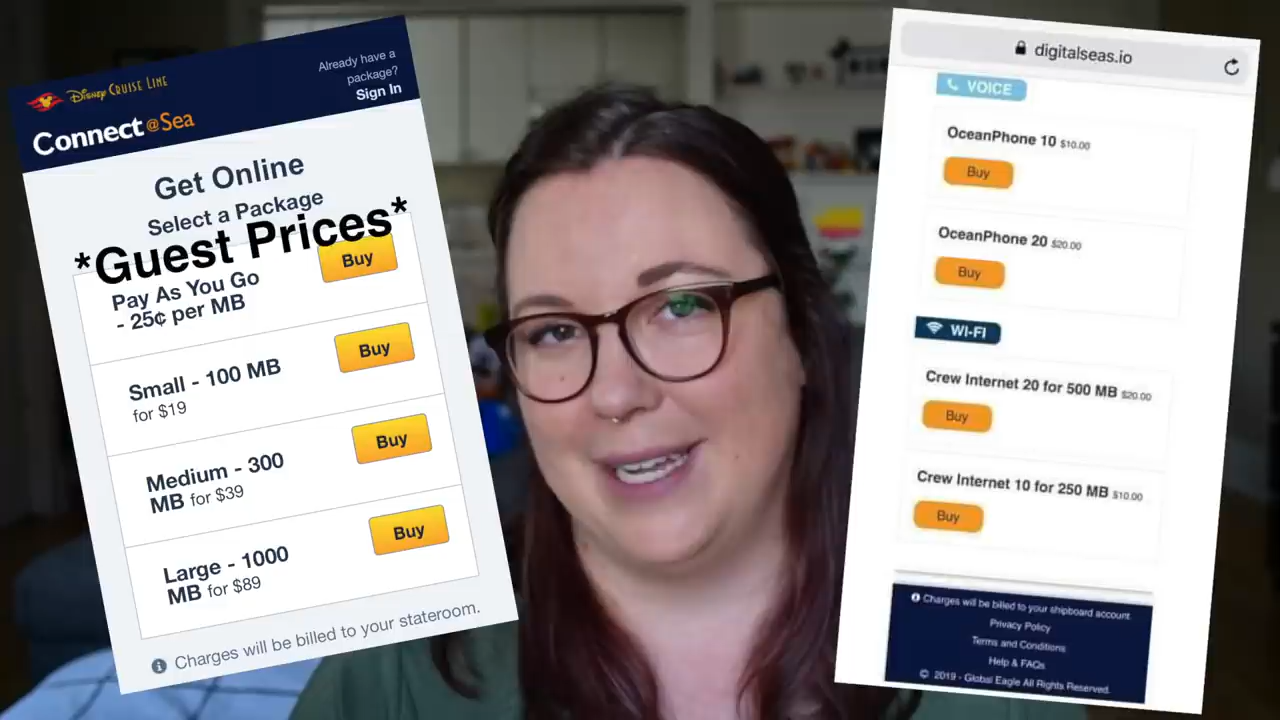 Disney Cruise Line
Connect@Sea
Already have a
package?
Sign In
Get Online
Select a Package
*Guest Prices*
Pay As You Go
- 25¢ per MB
Buy
Small - 100 MB
for $19
Buy
Medium - 300
MB for $39
Buy
Large - 1000
MB for $89
Buy
Charges will be billed to your stateroom.
digitalseas.io
VOICE
OceanPhone 10 $10.00
Buy
OceanPhone 20 $20.00
Buy
WI-FI
Crew Internet 20 for 500 MB $20.00
Buy
Crew Internet 10 for 250 MB $10.00
Buy
Charges will be billed to your shipboard account
Privacy Policy
Terms and Conditions
Help & FAQs
© 2019 - Global Eagle All Rights Reserved.